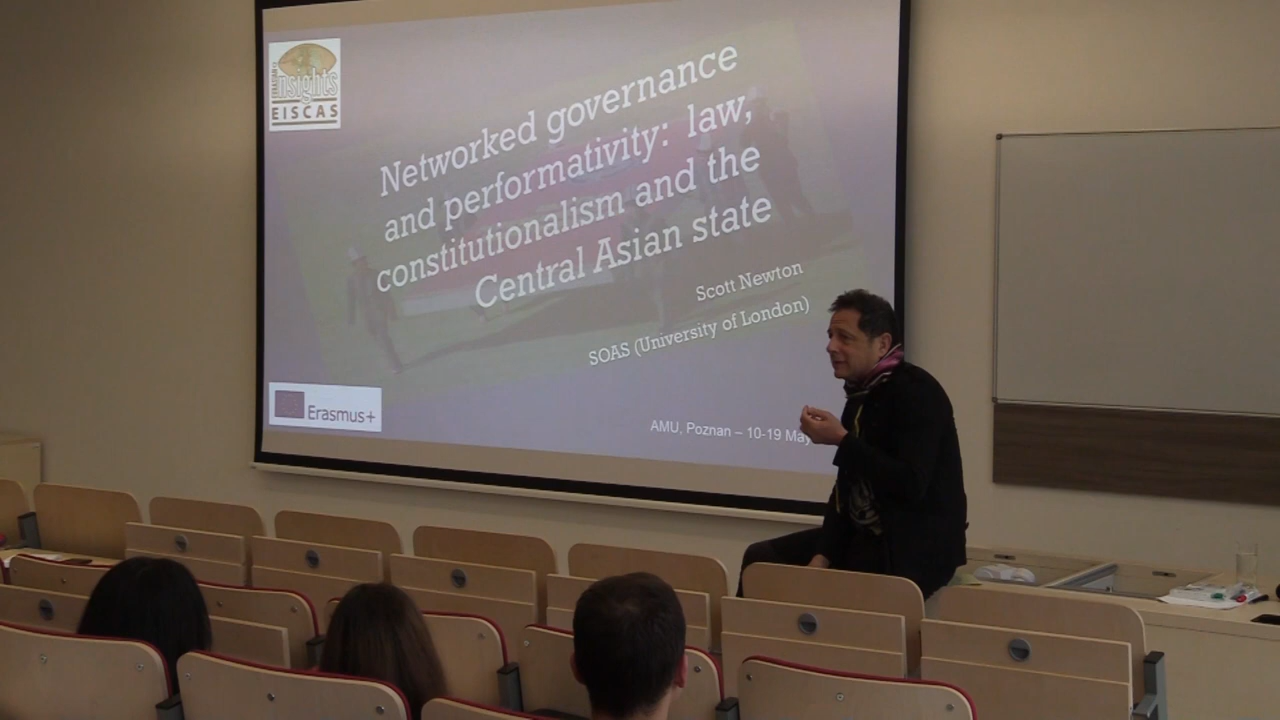 insights
EISCAS
Networked governance
and performativity: law,
constitutionalism and the
Central Asian state
Scott Newton
SOAS (University of London)
Erasmus+
AMU, Poznan – 10-19 May